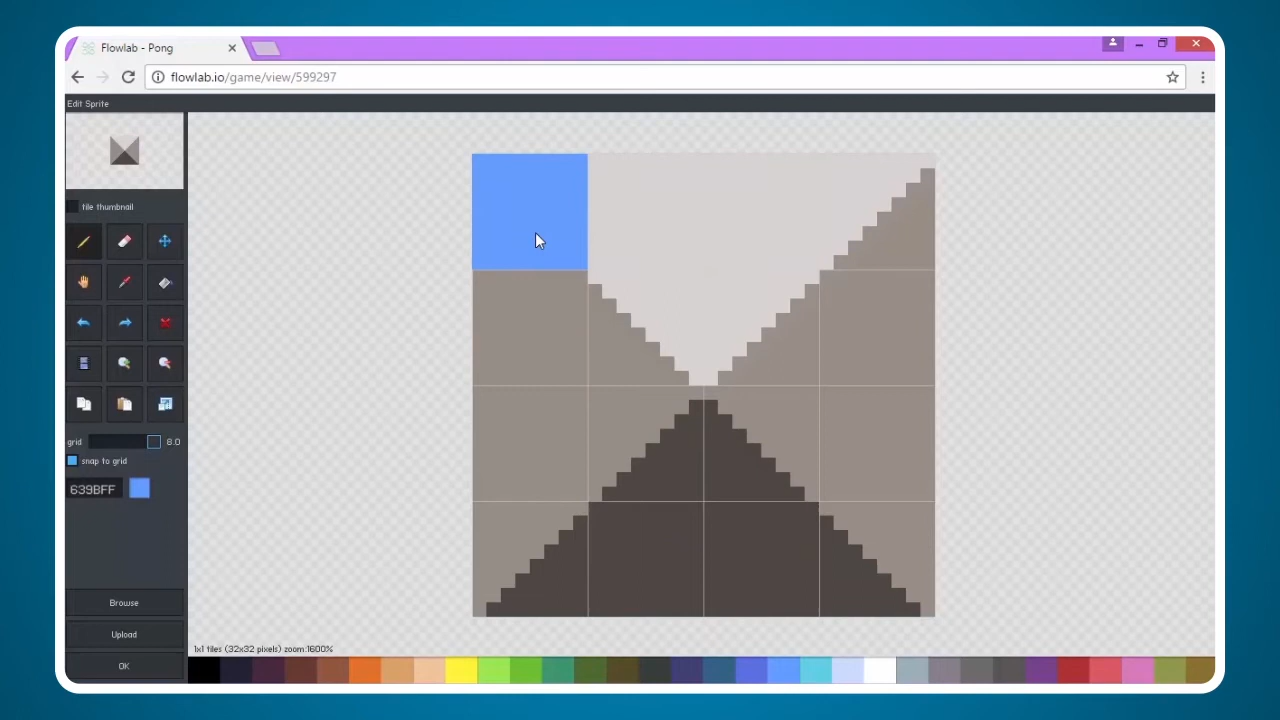 Flowlab - Pong
flowlab.io/game/view/599297
Edit Sprite
tile thumbnail
grid 8.0
snap to grid
639BFF
Browse
Upload
OK
1x1 tiles (32x32 pixels) zoom:1600%